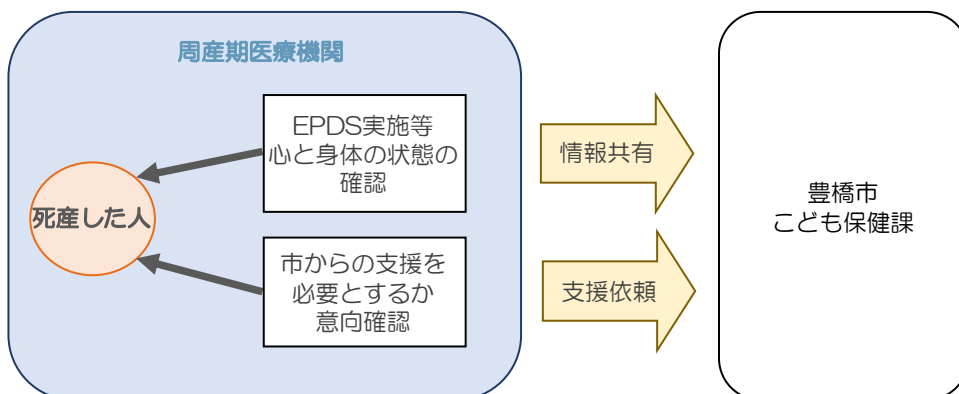 周産期医療機関
EPDS実施等
心と身体の状態の
確認
死産した人
市からの支援を
必要とするか
意向確認
情報共有
支援依頼
豊橋市
こども保健課